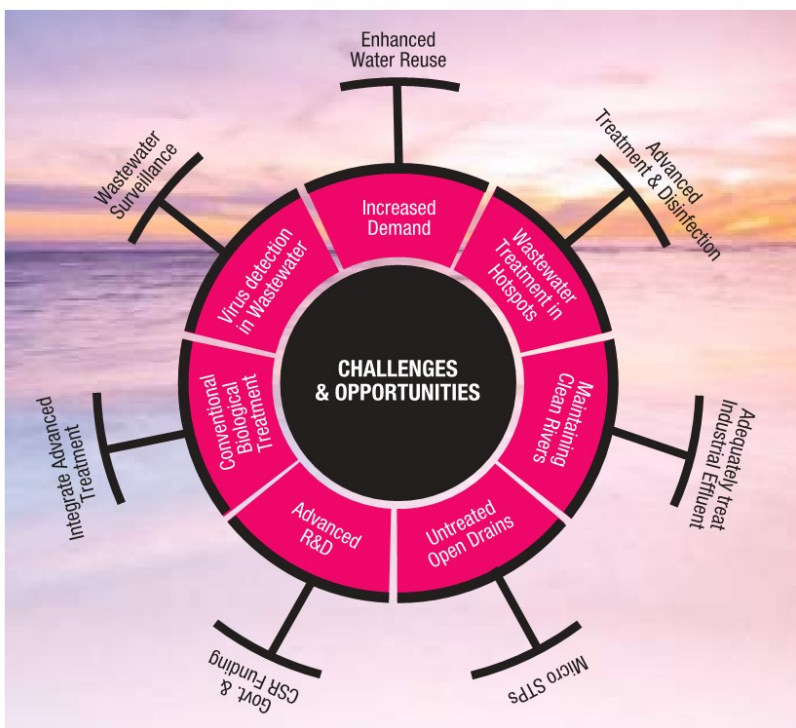 Enhanced
Water Reuse
Advanced
Treatment & Disinfection
Adequately treat
Industrial Effluent
Micro STPs
Govt. &
CSR Funding
Integrate Advanced
Treatment
Wastewater
Surveillance
Increased
Demand
Wastewater
Treatment in
Hotspots
Maintaining
Clean Rivers
Untreated
Open Drains
Advanced
R&D
Conventional
Biological
Treatment
Virus detection
in Wastewater
CHALLENGES
& OPPORTUNITIES